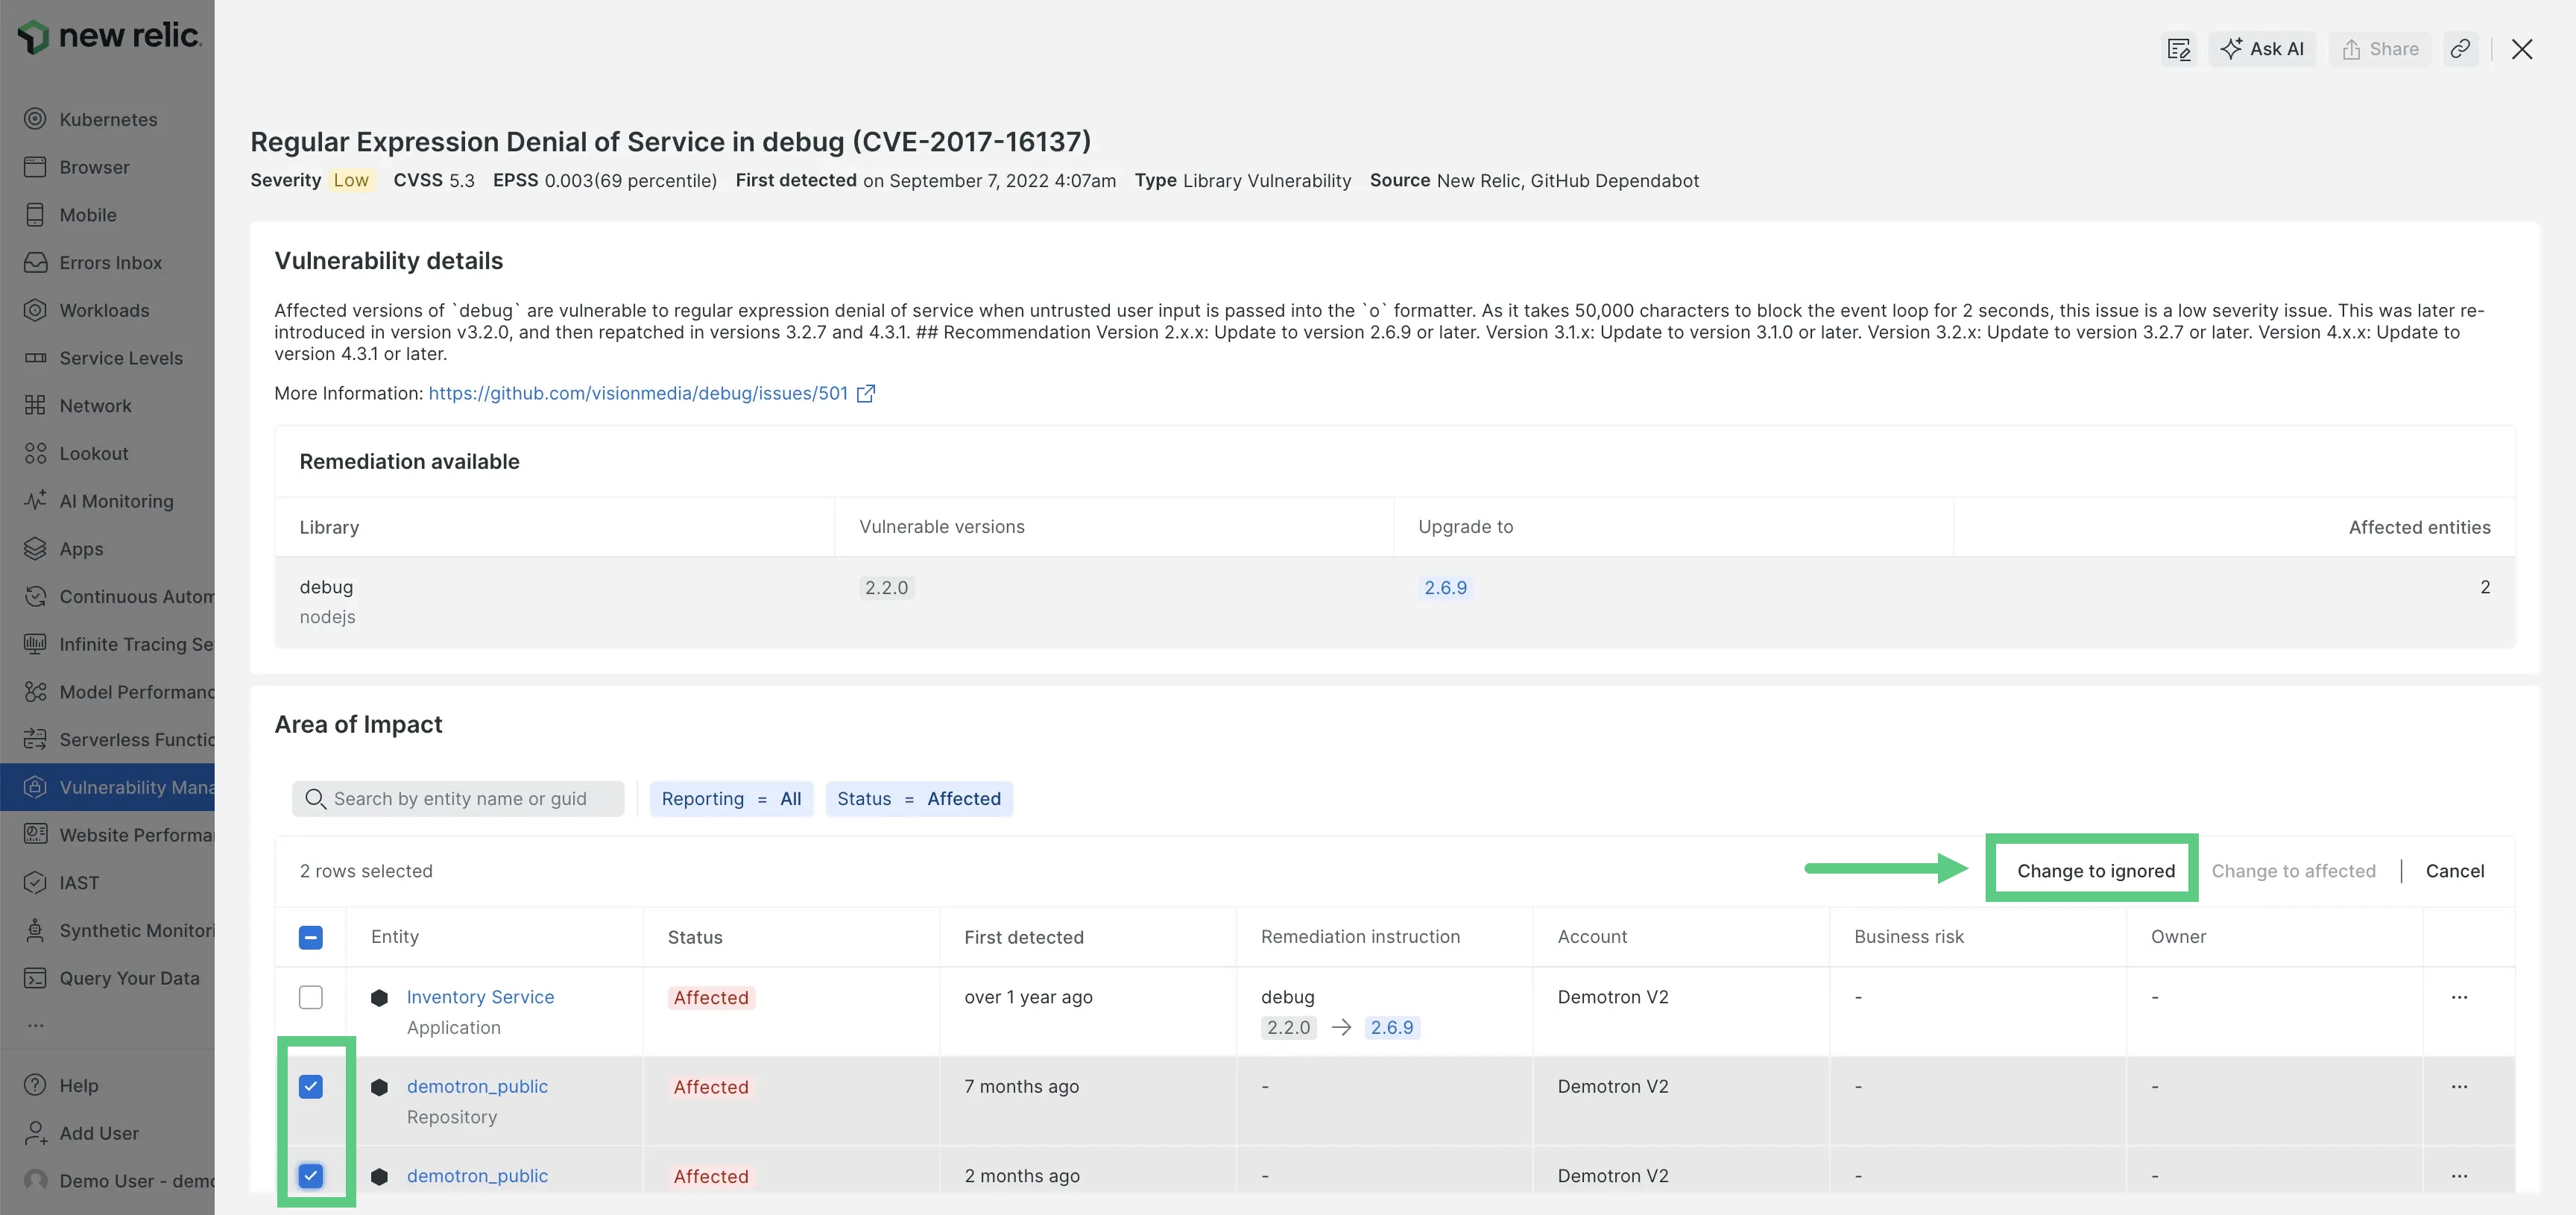 new relic.
Ask AI
Share
Kubernetes
Browser
Mobile
Errors Inbox
Workloads
Service Levels
Network
Lookout
AI Monitoring
Apps
Continuous Autom
Infinite Tracing Se
Model Performanc
Serverless Functio
Vulnerability Mana
Website Performa
IAST
Synthetic Monitori
Query Your Data
...
Help
Add User
Demo User - demo
Regular Expression Denial of Service in debug (CVE-2017-16137)
Severity Low CVSS 5.3 EPSS 0.003(69 percentile) First detected on September 7, 2022 4:07am Type Library Vulnerability Source New Relic, GitHub Dependabot
Vulnerability details
Affected versions of `debug` are vulnerable to regular expression denial of service when untrusted user input is passed into the `o` formatter. As it takes 50,000 characters to block the event loop for 2 seconds, this issue is a low severity issue. This was later re-
introduced in version v3.2.0, and then repatched in versions 3.2.7 and 4.3.1. ## Recommendation Version 2.x.x: Update to version 2.6.9 or later. Version 3.1.x: Update to version 3.1.0 or later. Version 3.2.x: Update to version 3.2.7 or later. Version 4.x.x: Update to
version 4.3.1 or later.
More Information: https://github.com/visionmedia/debug/issues/501
Remediation available
Library Vulnerable versions Upgrade to Affected entities
debug 2.2.0 2.6.9 2
nodejs
Area of Impact
Search by entity name or guid Reporting = All Status = Affected
2 rows selected Change to ignored Change to affected | Cancel
Entity Status First detected Remediation instruction Account Business risk Owner
Inventory Service Affected over 1 year ago debug Demotron V2 - - ...
Application 2.2.0 → 2.6.9
demotron_public Affected 7 months ago - Demotron V2 - - ...
Repository
demotron_public Affected 2 months ago - Demotron V2 - - ...